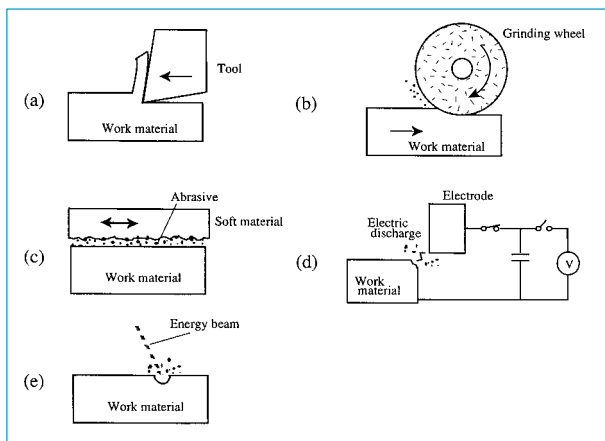 (a)
Tool
Work material
(b)
Grinding wheel
Work material
(c)
Abrasive
Soft material
Work material
(d)
Electrode
Electric
discharge
V
Work
material
(e)
Energy beam
Work material